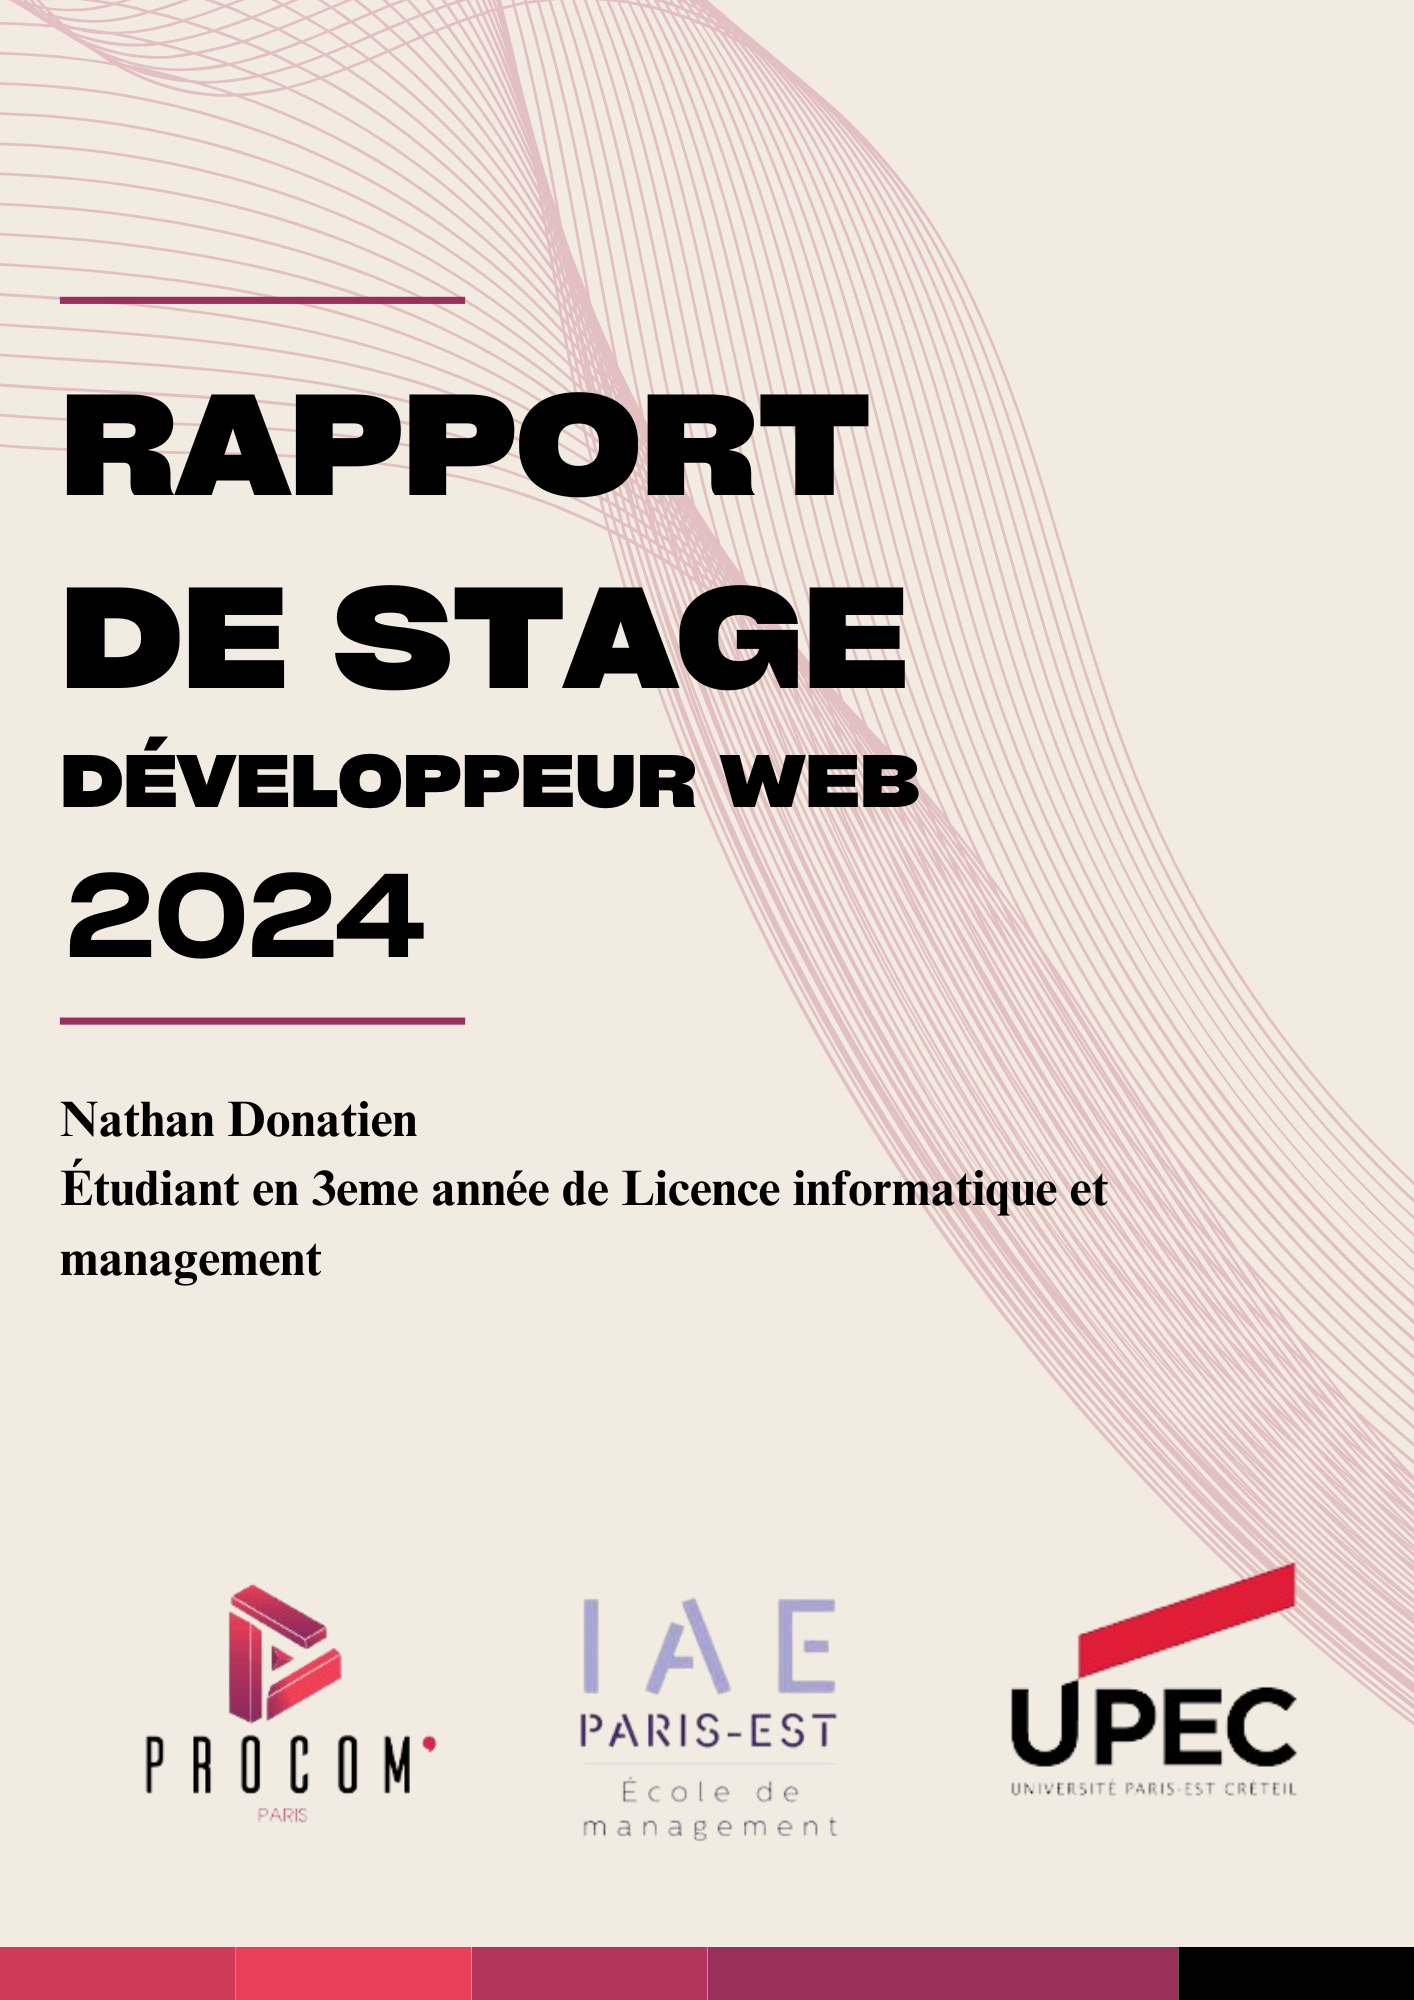 RAPPORT
DE STAGE
DÉVELOPPEUR WEB
2024
Nathan Donatien
Étudiant en 3eme année de Licence informatique et
management
PROCOM
PARIS
IAE
PARIS-EST
École de
management
UPEC
UNIVERSITÉ PARIS-EST CRÉTEIL